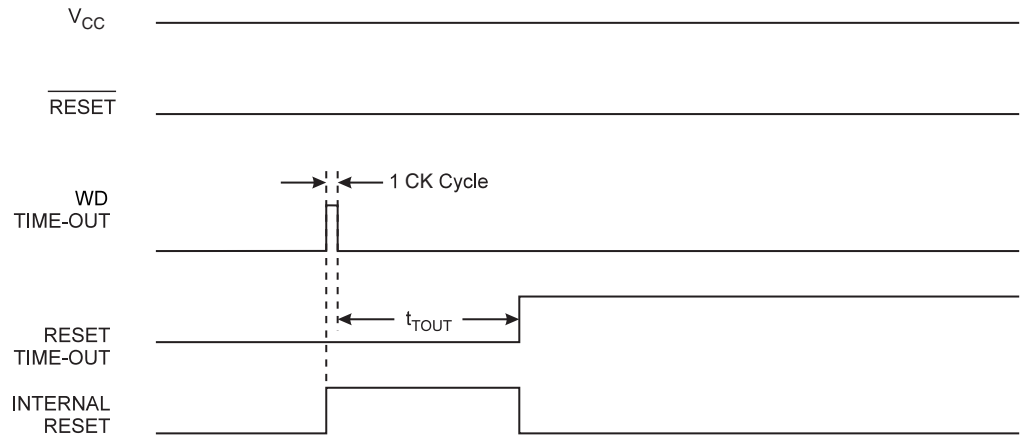 VCC
RESET
1 CK Cycle
WD
TIME-OUT
tTOUT
RESET
TIME-OUT
INTERNAL
RESET